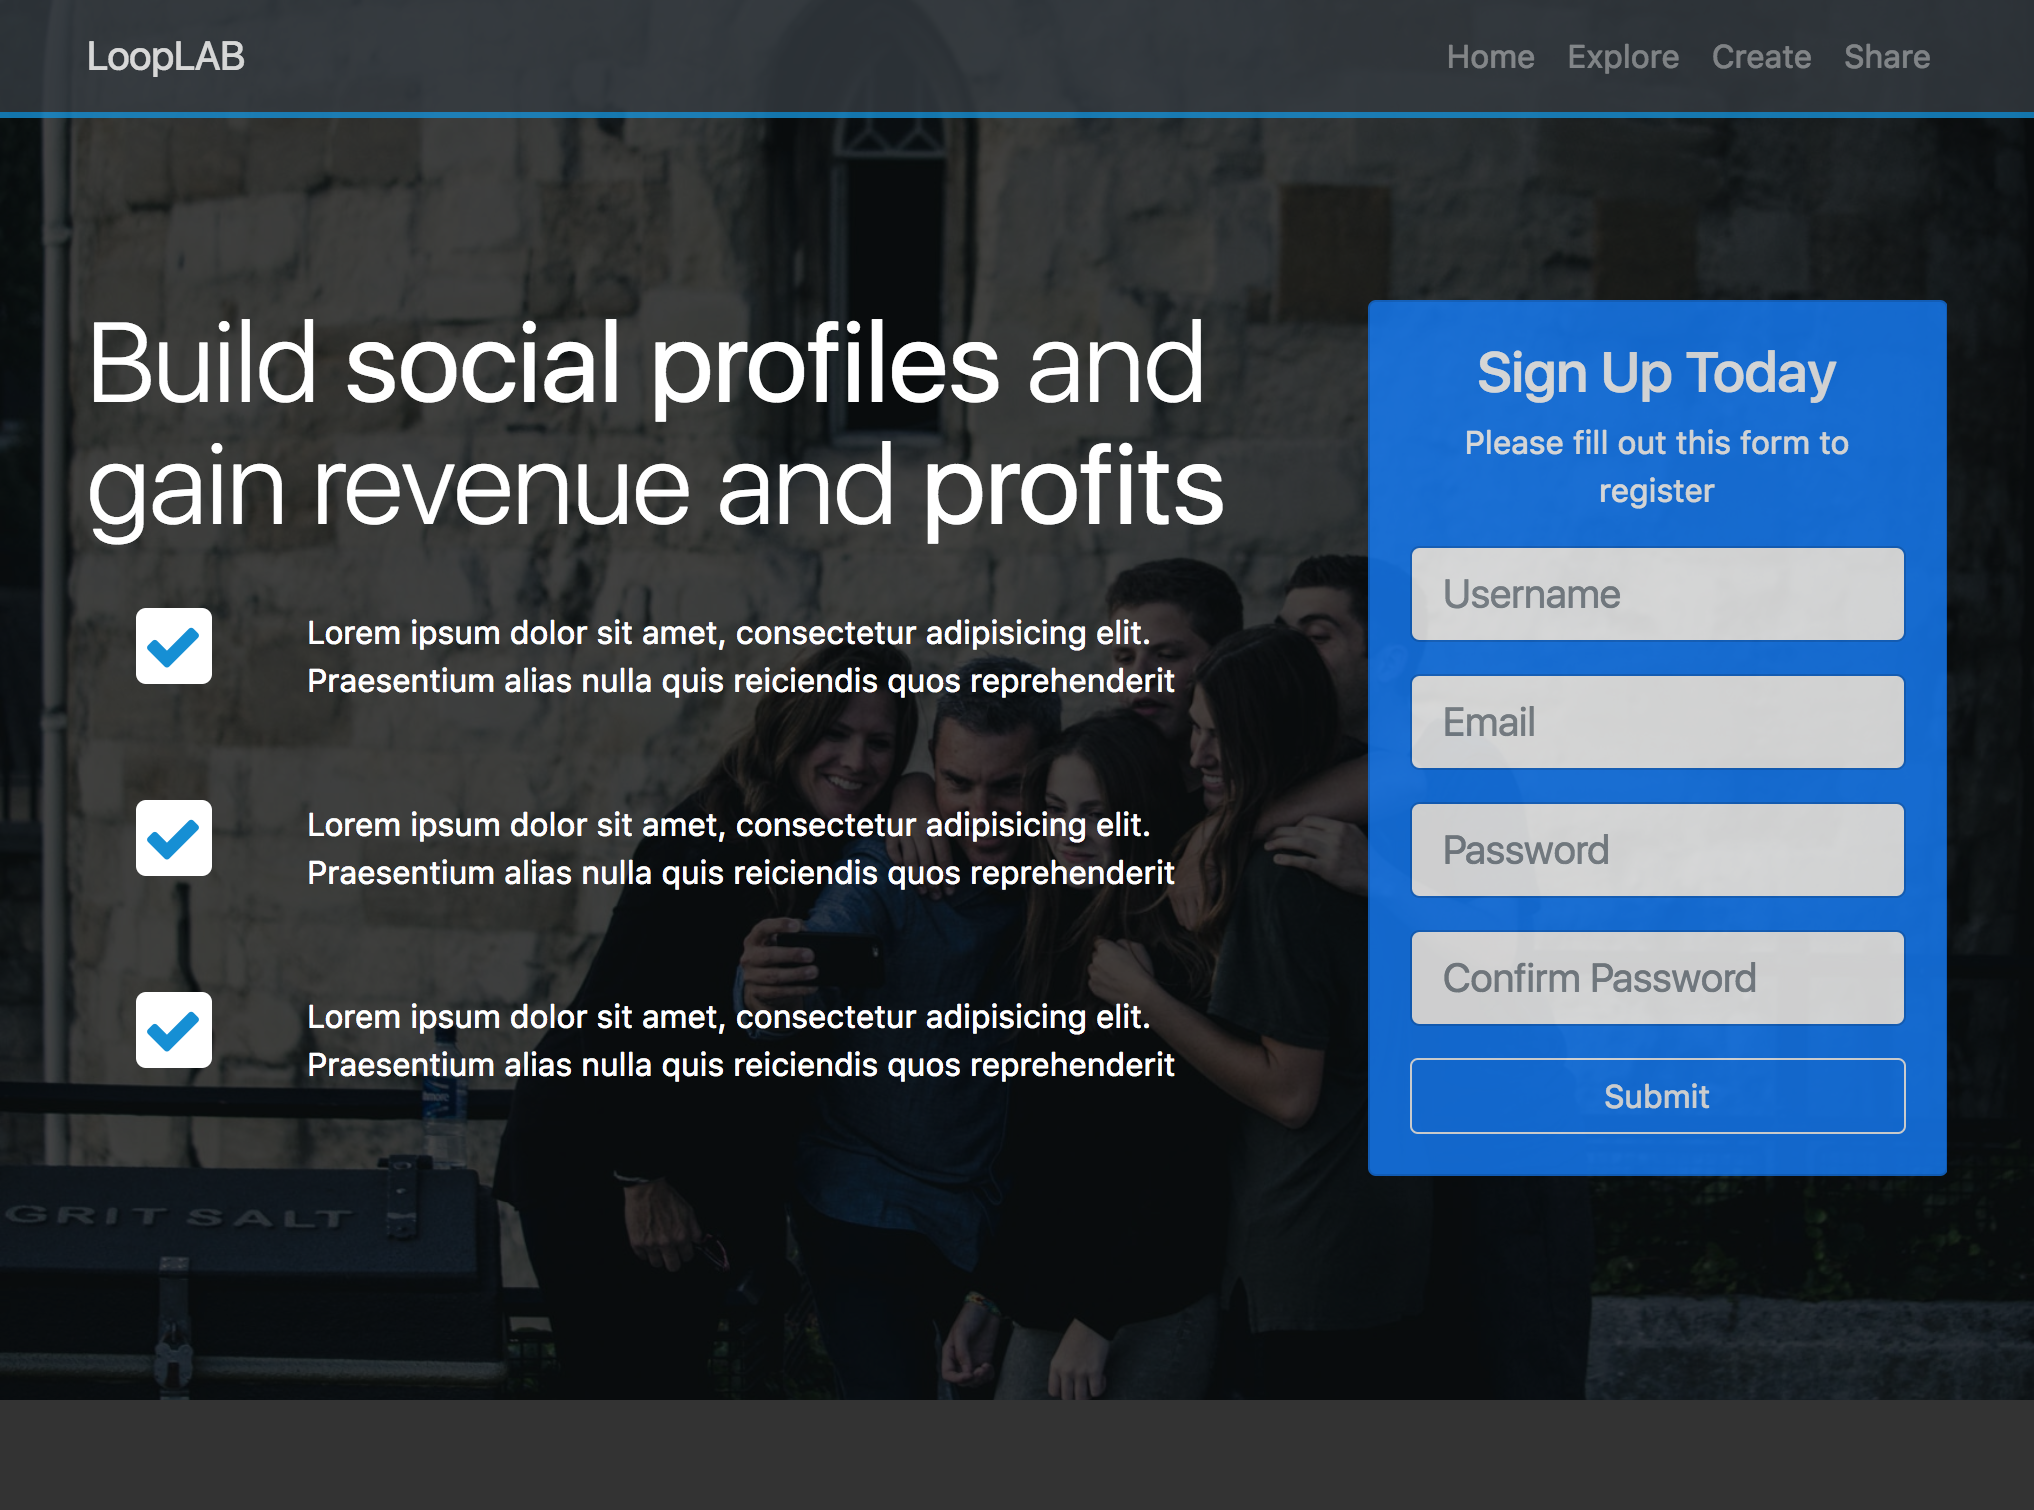 LoopLAB
Home Explore Create Share
Build social profiles and
gain revenue and profits
Lorem ipsum dolor sit amet, consectetur adipisicing elit.
Praesentium alias nulla quis reiciendis quos reprehenderit
Lorem ipsum dolor sit amet, consectetur adipisicing elit.
Praesentium alias nulla quis reiciendis quos reprehenderit
Lorem ipsum dolor sit amet, consectetur adipisicing elit.
Praesentium alias nulla quis reiciendis quos reprehenderit
Sign Up Today
Please fill out this form to
register
Username
Email
Password
Confirm Password
Submit
GRIT SALT